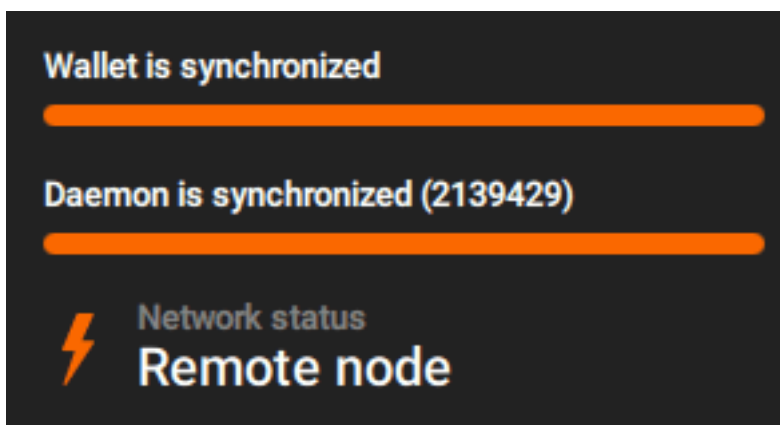 Wallet is synchronized
Daemon is synchronized (2139429)
Network status
Remote node